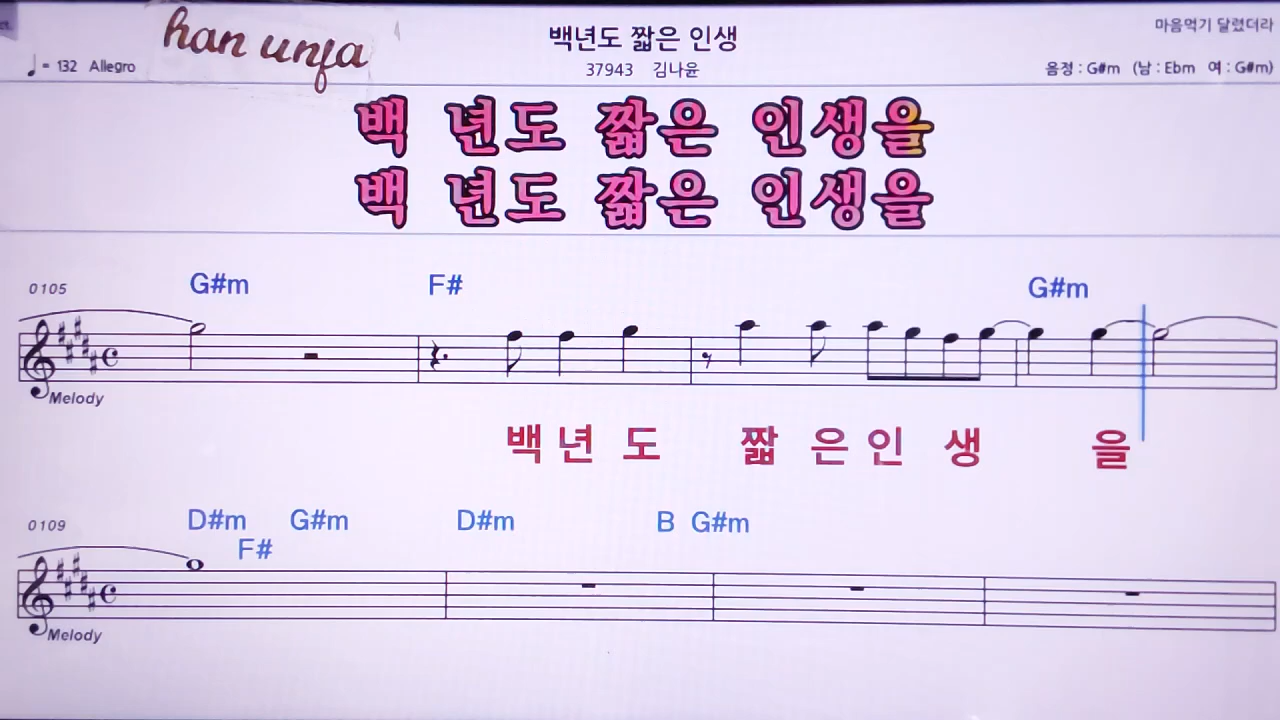 han unfa
백년도 짧은 인생
마음먹기 달렸더라
♩= 132 Allegro
37943 김나윤
음정 : G#m (남 : Ebm 여 : G#m)
백 년도 짧은 인생을
백 년도 짧은 인생을
0105 G#m F# G#m
Melody
백 년 도 짧 은 인 생 을
0109 D#m G#m D#m B G#m
F#
Melody